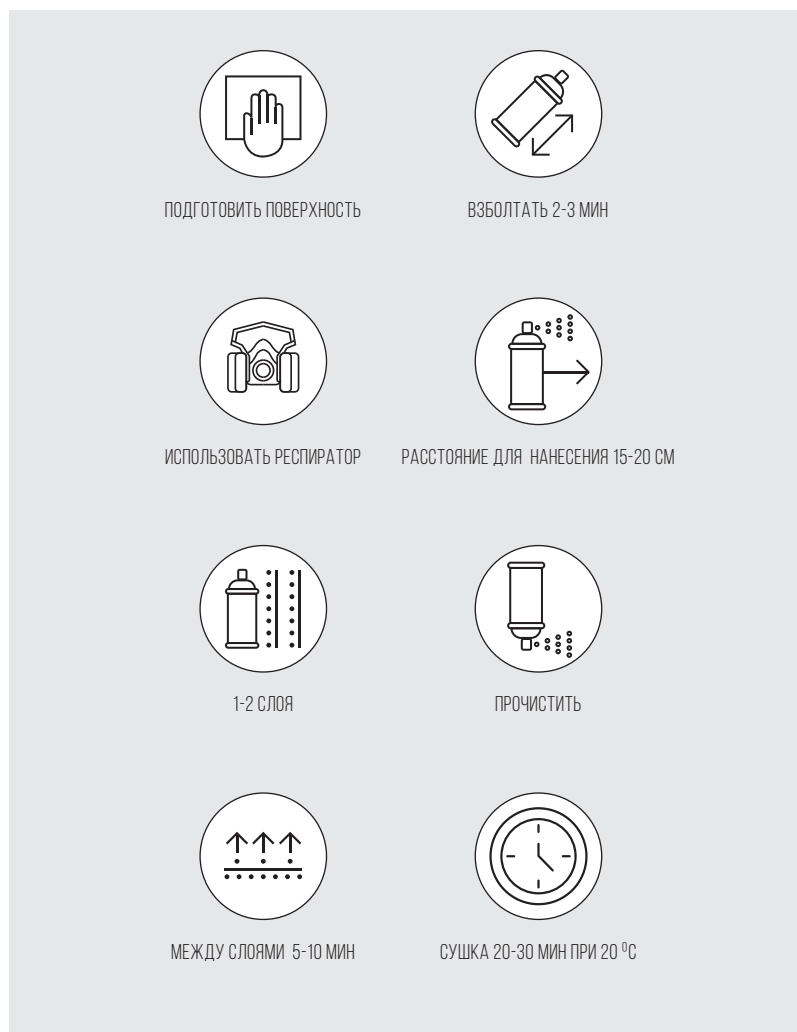 ПОДГОТОВИТЬ ПОВЕРХНОСТЬ
ВЗБОЛТАТЬ 2-3 МИН
ИСПОЛЬЗОВАТЬ РЕСПИРАТОР
РАССТОЯНИЕ ДЛЯ НАНЕСЕНИЯ 15-20 СМ
1-2 СЛОЯ
ПРОЧИСТИТЬ
МЕЖДУ СЛОЯМИ 5-10 МИН
СУШКА 20-30 МИН ПРИ 20 ⁰С